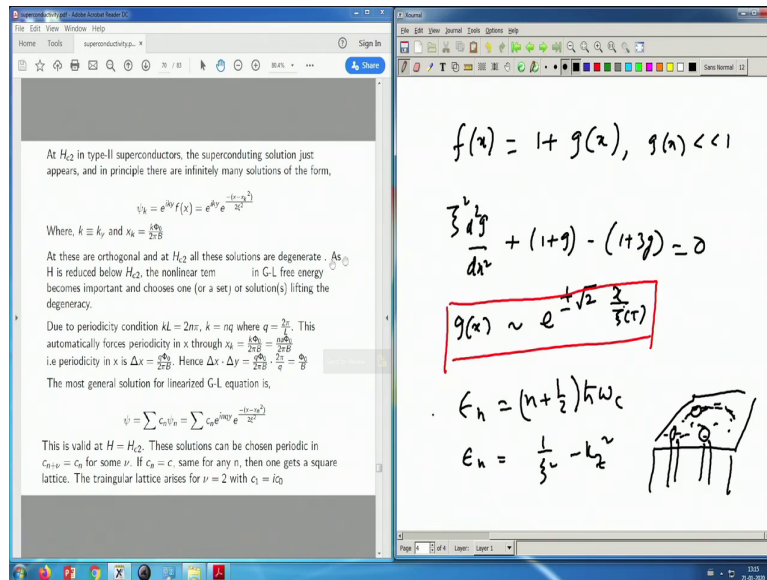 superconductivity.pdf - Adobe Acrobat Reader DC
File Edit View Window Help
Home Tools superconductivity.p... × Sign In
70 / 83 80.4% Share
At H_{c2} in type-II superconductors, the superconduting solution just
appears, and in principle there are infinitely many solutions of the form,
ψ_k = e^{iky} f(x) = e^{iky} e^{-(x-x_k^2)/2ξ^2}
Where, k ≡ k_y and x_k = kΦ_0/2πB
At these are orthogonal and at H_{c2} all these solutions are degenerate . As
H is reduced below H_{c2}, the nonlinear tem in G-L free energy
becomes important and chooses one (or a set) or solution(s) lifting the
degeneracy.
Due to periodicity condition kL = 2nπ, k = nq where q = 2π/L. This
automatically forces periodicity in x through x_k = kΦ_0/2πB = nqΦ_0/2πB
i.e periodicity in x is Δx = qΦ_0/2πB. Hence Δx · Δy = qΦ_0/2πB · 2π/q = Φ_0/B
The most general solution for linearized G-L equation is,
ψ = ∑ c_n ψ_n = ∑ c_n e^{inqy} e^{-(x-x_n^2)/2ξ^2}
This is valid at H = H_{c2}. These solutions can be chosen periodic in
c_{n+ν} = c_n for some ν. If c_n = c, same for any n, then one gets a square
lattice. The traingular lattice arises for ν = 2 with c_1 = ic_0
Xournal
File Edit View Journal Tools Options Help
Sans Normal 12
f(x) = 1 + g(x), g(x) << 1
ξ^2 d^2g/dx^2 + (1+g) - (1+3g) = 0
g(x) ~ e^{±√2 x/ξ(T)}
ϵ_n = (n+1/2) ħω_c
ϵ_n = 1/ξ^2 - k_z^2
Page 4 of 4 Layer: Layer 1
13:15